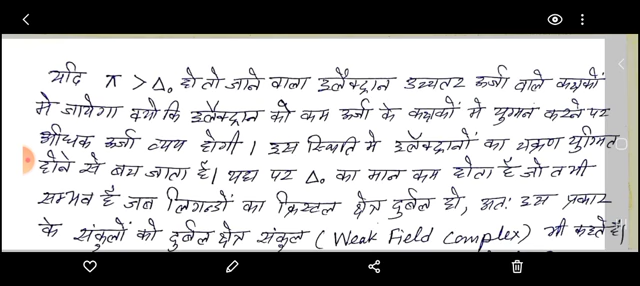 यदि π > Δ₀ हो तो जाने वाला इलैक्ट्रान उच्चतर ऊर्जा वाले कक्षकों
मे जायेगा क्यो कि इलैक्ट्रान को कम ऊर्जा के कक्षकों मे युग्मन करने पर
अधिक ऊर्जा व्यय होगी। इस स्थिति मे इलैक्ट्रानों का चक्रण युग्मित
होने से बच जाता है। यहा पर Δ₀ का मान कम होता है जो तभी
सम्भव है जब लिगन्डों का क्रिस्टल क्षेत्र दुर्बल हो, अतः इस प्रकार
के संकुलों को दुर्बल क्षेत्र संकुल (Weak Field Complex) भी कहते है।